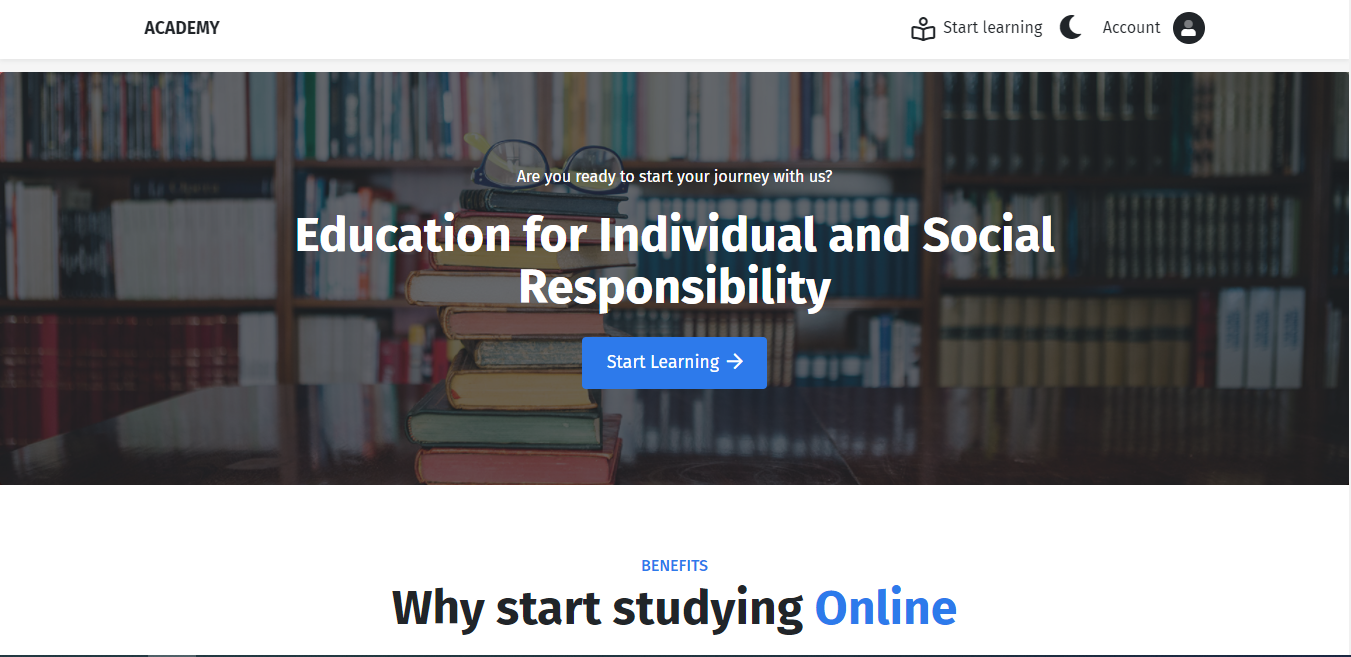 ACADEMY
Start learning
Account
Are you ready to start your journey with us?
Education for Individual and Social
Responsibility
Start Learning →
BENEFITS
Why start studying Online